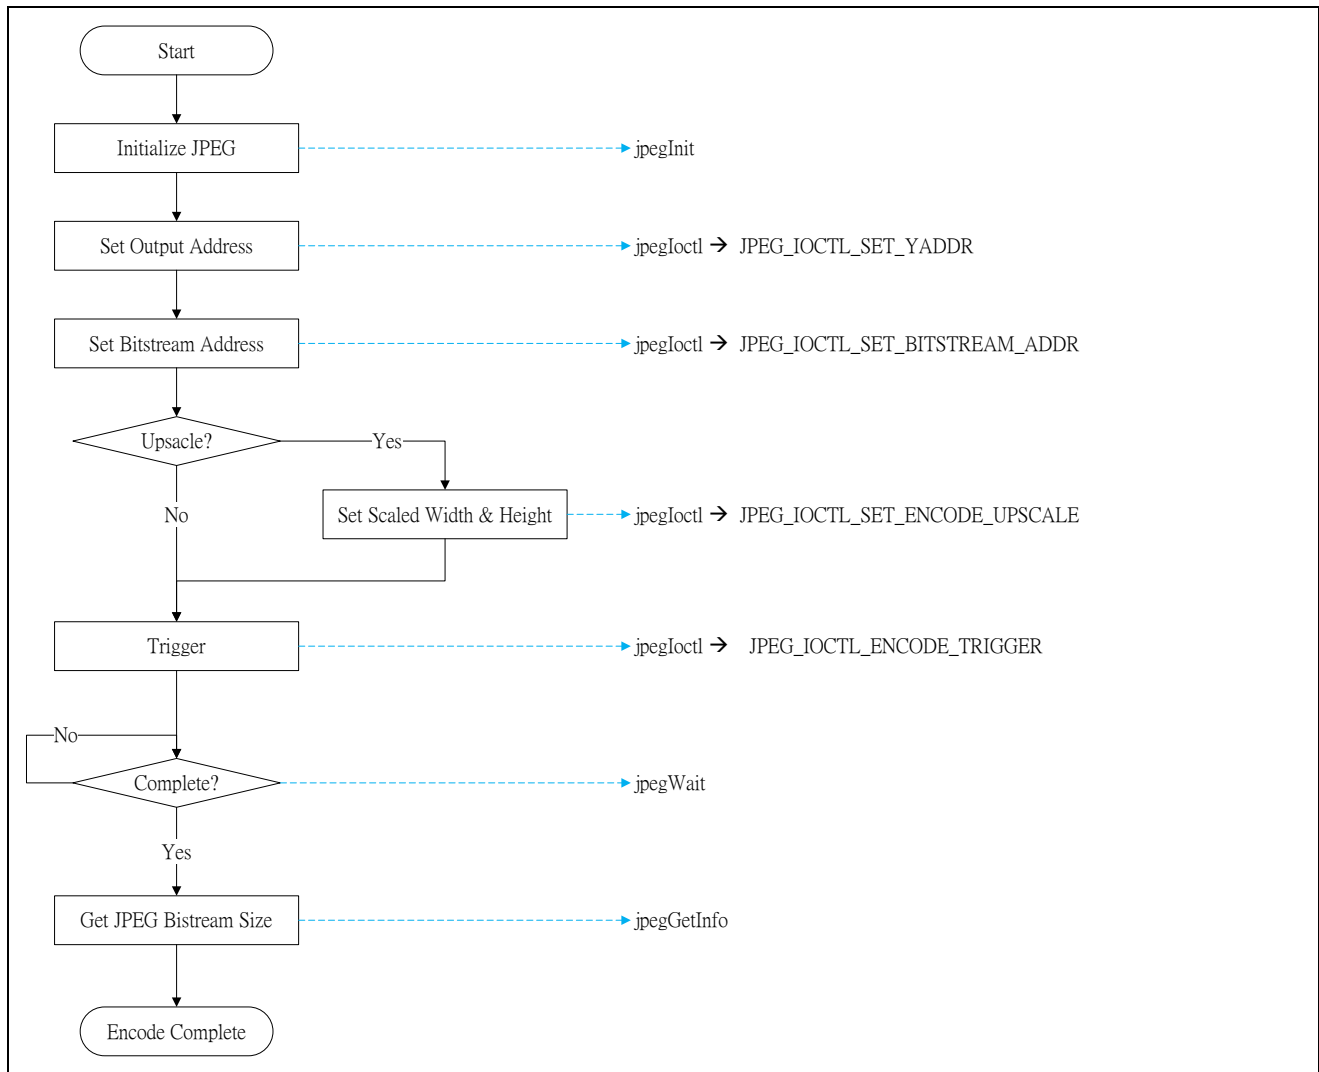 Start
Initialize JPEG
jpegInit
Set Output Address
jpegIoctl → JPEG_IOCTL_SET_YADDR
Set Bitstream Address
jpegIoctl → JPEG_IOCTL_SET_BITSTREAM_ADDR
Upsacle?
Yes
No
Set Scaled Width & Height
jpegIoctl → JPEG_IOCTL_SET_ENCODE_UPSCALE
Trigger
jpegIoctl → JPEG_IOCTL_ENCODE_TRIGGER
No
Complete?
jpegWait
Yes
Get JPEG Bistream Size
jpegGetInfo
Encode Complete